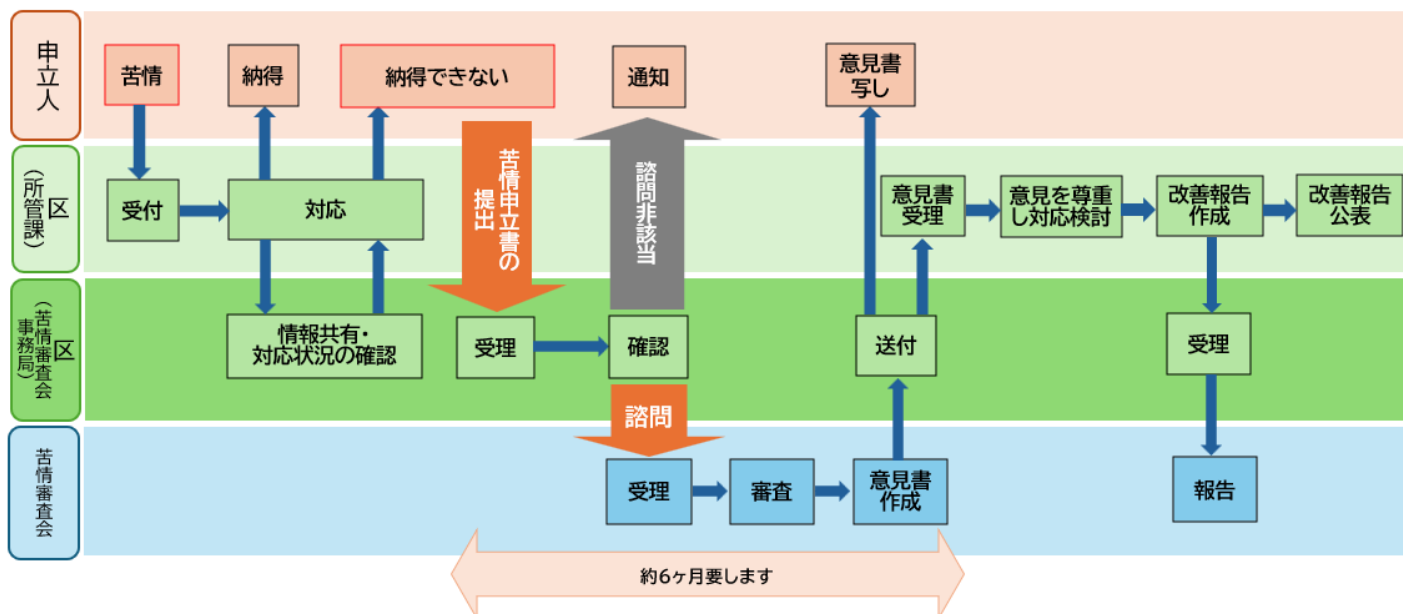 申立人
苦情
納得
納得できない
通知
意見書
写し
区
(所管課)
受付
対応
苦情申立書の
提出
諮問非該当
意見書
受理
意見を尊重
し対応検討
改善報告
作成
改善報告
公表
区
(苦情審査会
事務局)
情報共有・
対応状況の確認
受理
確認
送付
受理
諮問
苦情審査会
受理
審査
意見書
作成
報告
約6ヶ月要します